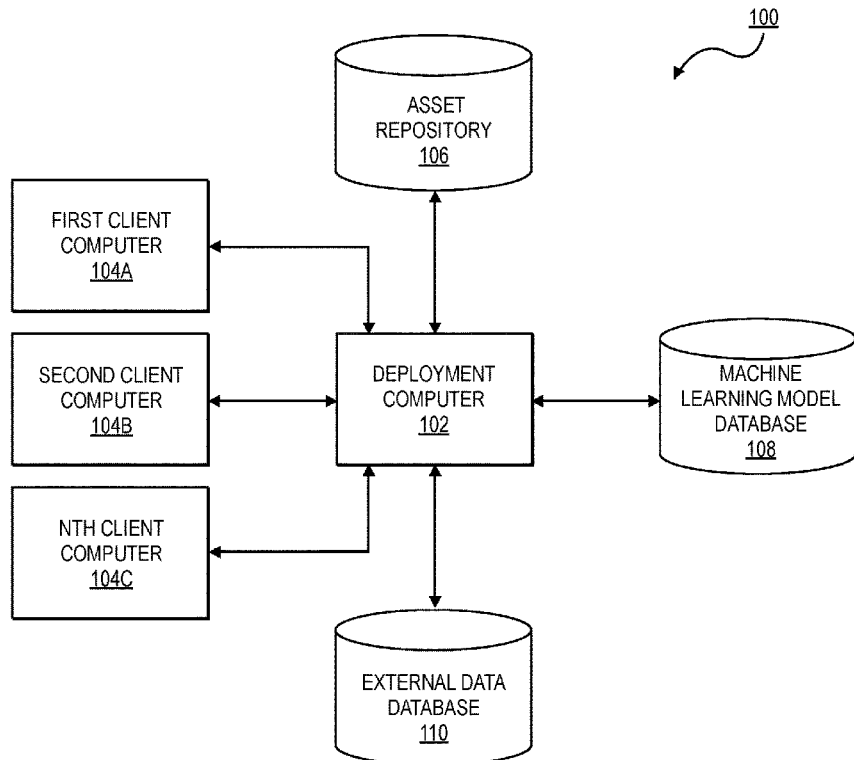 100
ASSET
REPOSITORY
106
FIRST CLIENT
COMPUTER
104A
SECOND CLIENT
COMPUTER
104B
DEPLOYMENT
COMPUTER
102
MACHINE
LEARNING MODEL
DATABASE
108
NTH CLIENT
COMPUTER
104C
EXTERNAL DATA
DATABASE
110